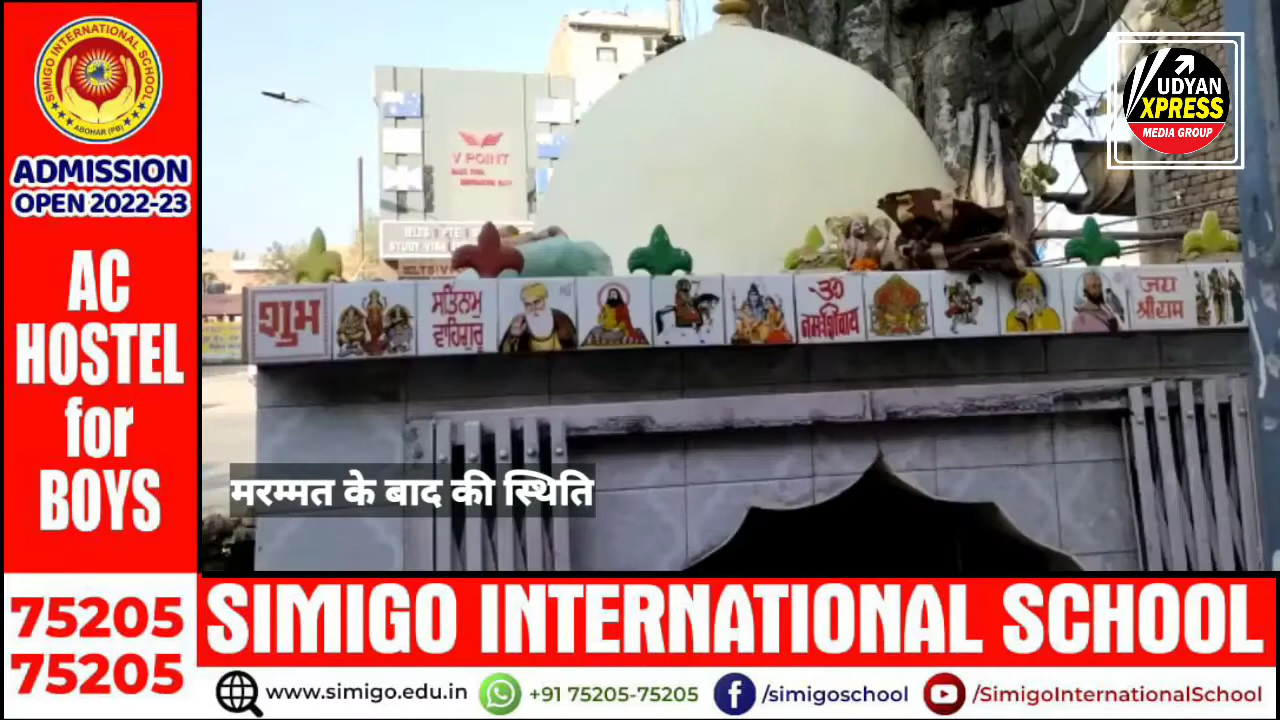 SIMIGO INTERNATIONAL SCHOOL
ABOHAR (PB)
ADMISSION
OPEN 2022-23
AC
HOSTEL
for
BOYS
75205
75205
UDYAN
XPRESS
MEDIA GROUP
V POINT
शुभ
ਸਤਿਨਾਮੁ
ਵਾਹਿਗੁਰੂ
ॐ
नमः शिवाय
जय
श्री राम
मरम्मत के बाद की स्थिति
SIMIGO INTERNATIONAL SCHOOL
www.simigo.edu.in
+91 75205-75205
/simigoschool
/SimigoInternationalSchool